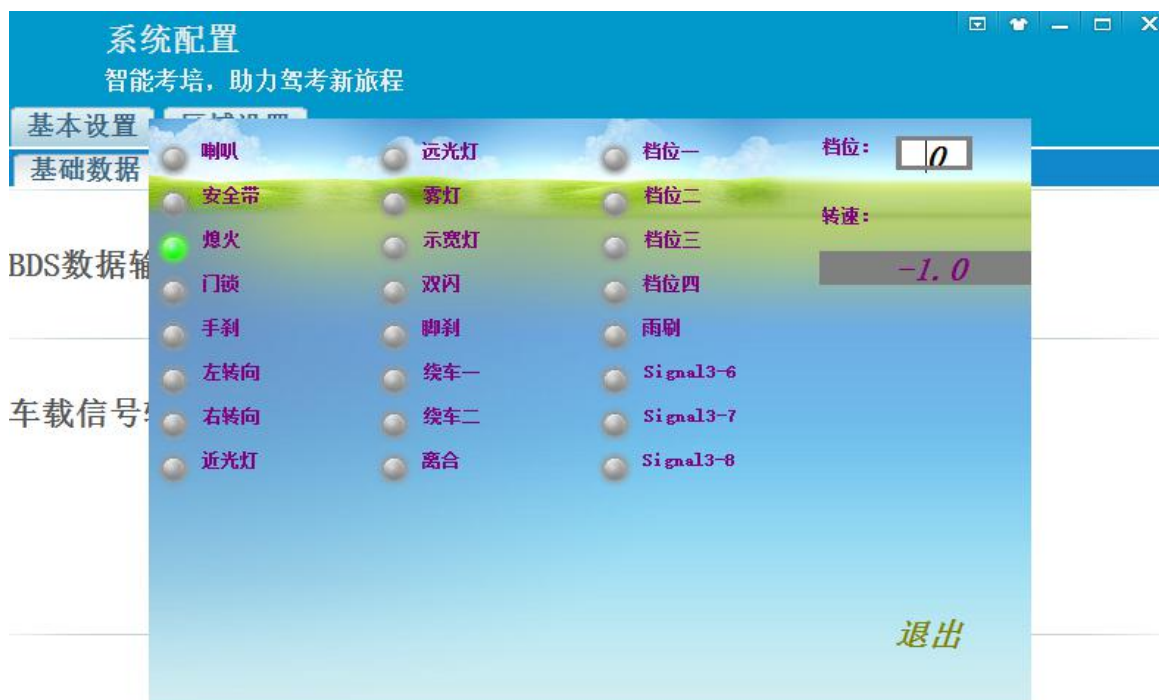 系统配置
智能考培，助力驾考新旅程
基本设置
区域设置
基础数据
BDS数据输
车载信号
喇叭
安全带
熄火
门锁
手刹
左转向
右转向
近光灯
远光灯
雾灯
示宽灯
双闪
脚刹
绕车一
绕车二
离合
档位一
档位二
档位三
档位四
雨刷
Signal3-6
Signal3-7
Signal3-8
档位：
0
转速：
-1.0
退出